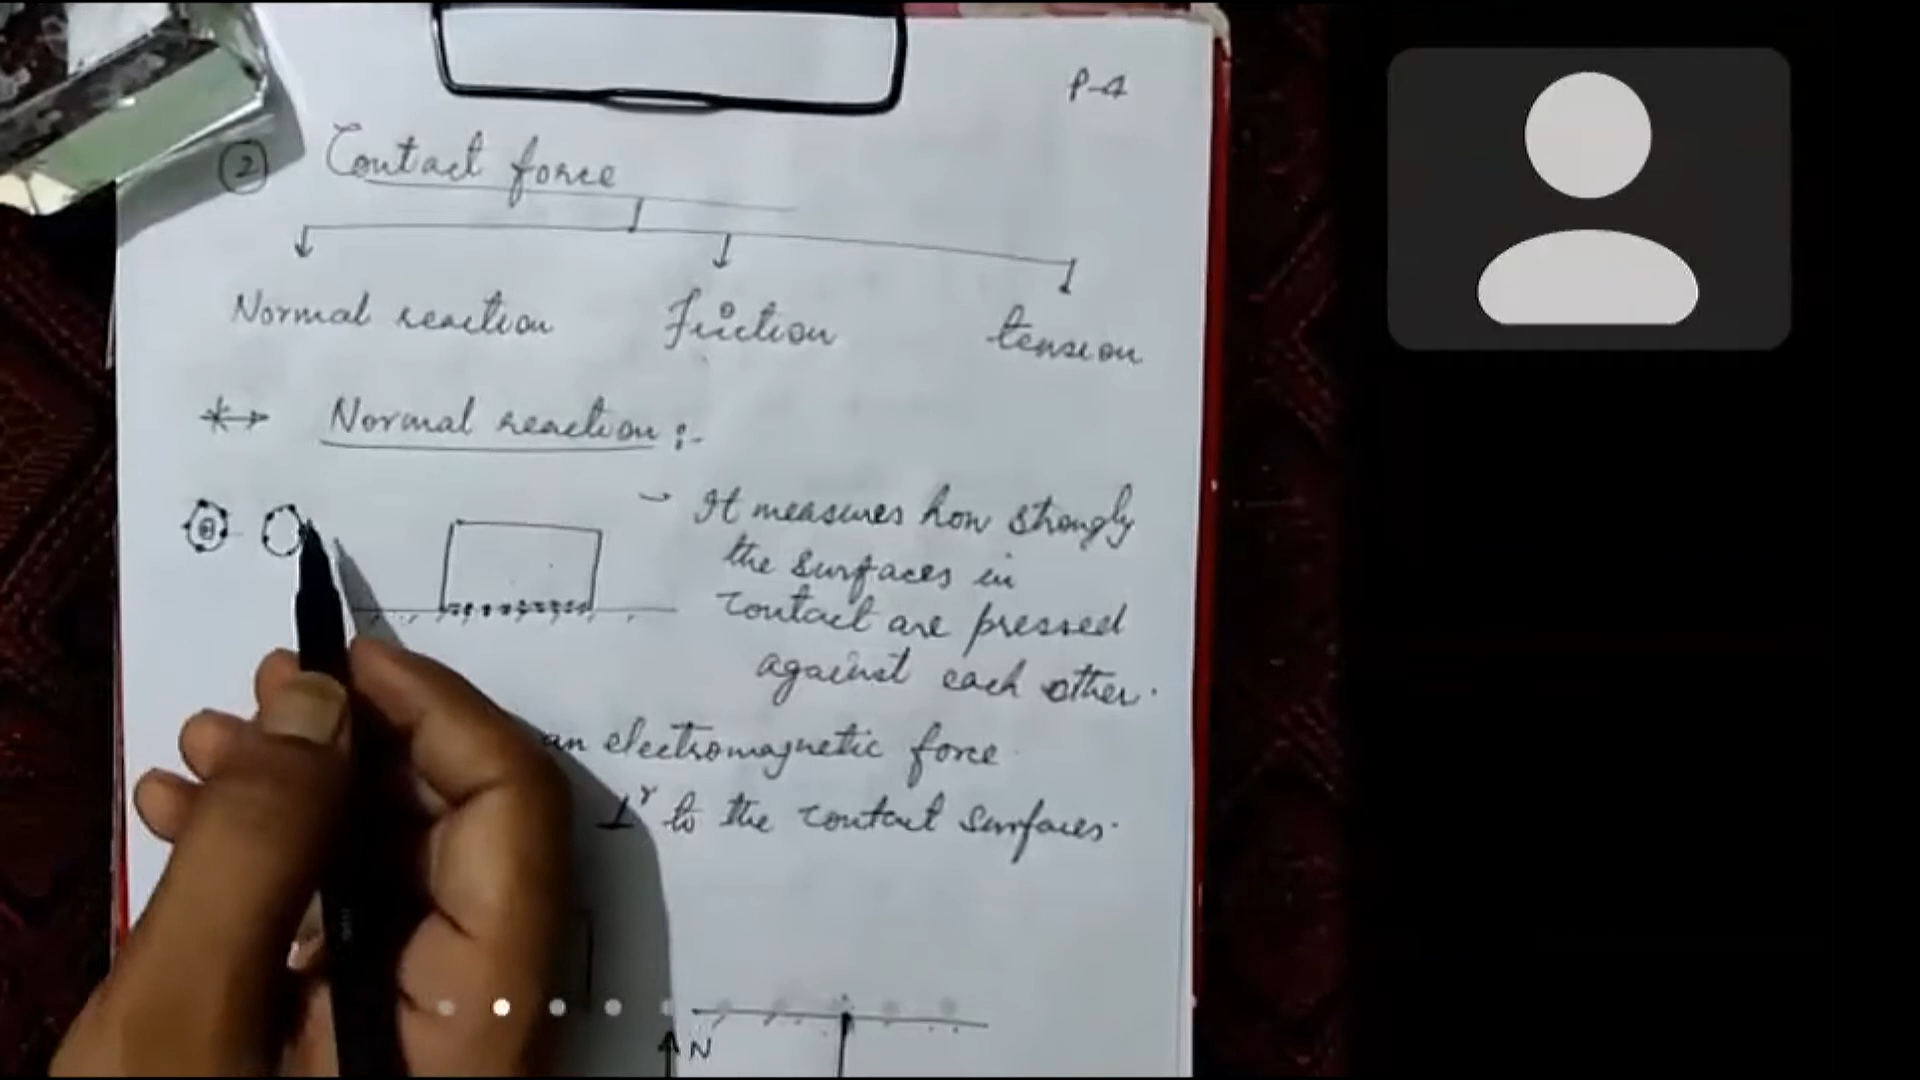 P-4
2 Contact force
Normal reaction Friction tension
Normal reaction :-
It measures how strongly
the surfaces in
contact are pressed
against each other.
an electromagnetic force
⊥r to the contact surfaces.
N